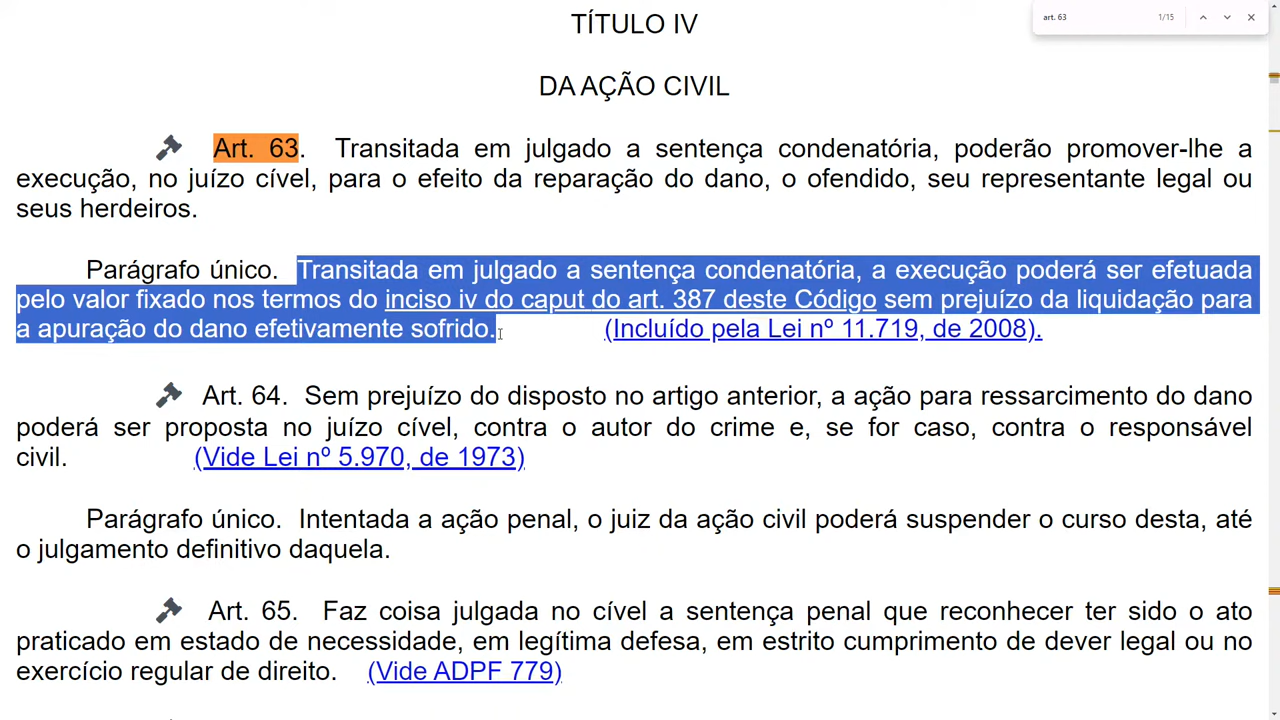 art. 63
1/15
TÍTULO IV
DA AÇÃO CIVIL
Art. 63. Transitada em julgado a sentença condenatória, poderão promover-lhe a
execução, no juízo cível, para o efeito da reparação do dano, o ofendido, seu representante legal ou
seus herdeiros.
Parágrafo único. Transitada em julgado a sentença condenatória, a execução poderá ser efetuada
pelo valor fixado nos termos do inciso iv do caput do art. 387 deste Código sem prejuízo da liquidação para
a apuração do dano efetivamente sofrido. (Incluído pela Lei nº 11.719, de 2008).
Art. 64. Sem prejuízo do disposto no artigo anterior, a ação para ressarcimento do dano
poderá ser proposta no juízo cível, contra o autor do crime e, se for caso, contra o responsável
civil. (Vide Lei nº 5.970, de 1973)
Parágrafo único. Intentada a ação penal, o juiz da ação civil poderá suspender o curso desta, até
o julgamento definitivo daquela.
Art. 65. Faz coisa julgada no cível a sentença penal que reconhecer ter sido o ato
praticado em estado de necessidade, em legítima defesa, em estrito cumprimento de dever legal ou no
exercício regular de direito. (Vide ADPF 779)